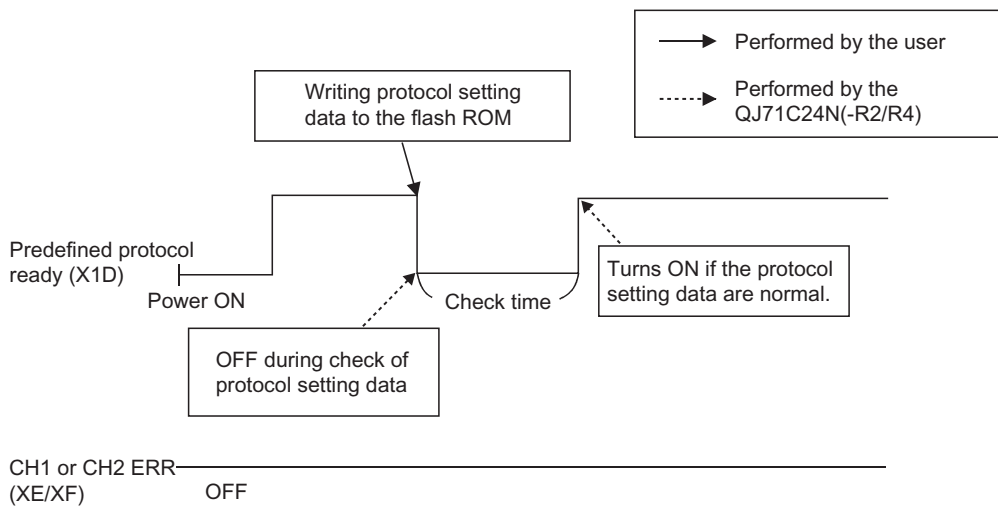 Performed by the user
Performed by the
QJ71C24N(-R2/R4)
Writing protocol setting
data to the flash ROM
Predefined protocol
ready (X1D)
Power ON
Check time
Turns ON if the protocol
setting data are normal.
OFF during check of
protocol setting data
CH1 or CH2 ERR
(XE/XF)
OFF